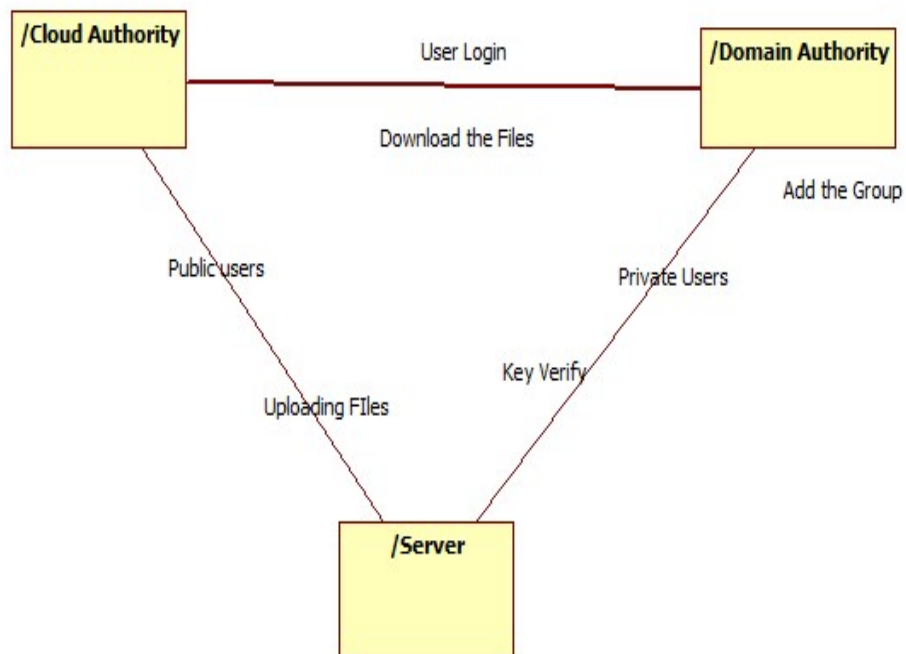 /Cloud Authority
User Login
/Domain Authority
Download the Files
Add the Group
Public users
Private Users
Key Verify
Uploading FIles
/Server